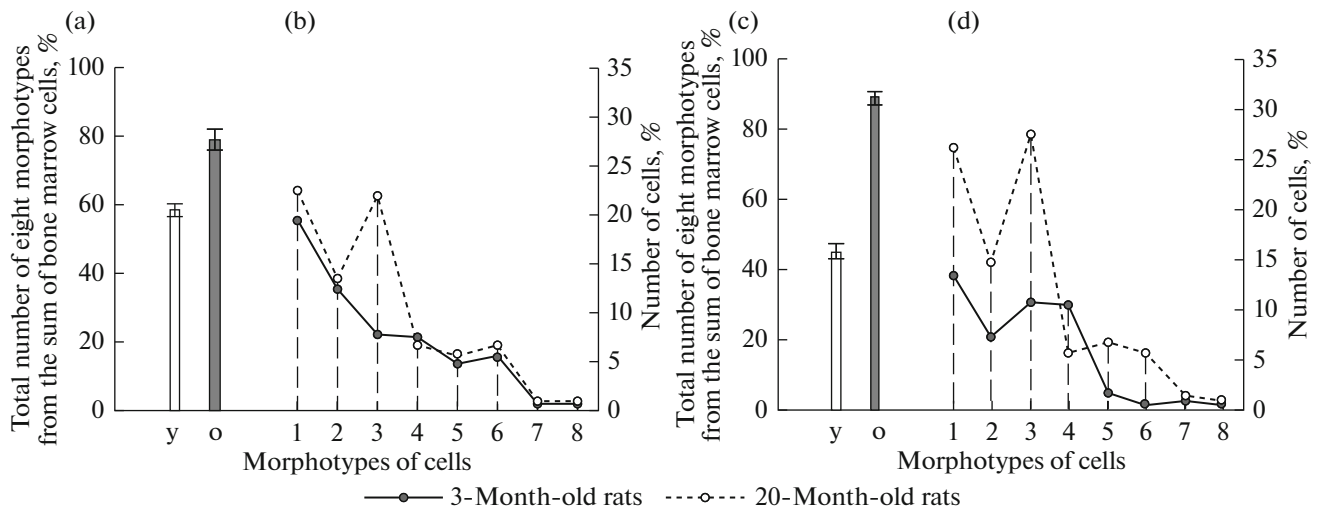 (a)
(b)
(c)
(d)
Total number of eight morphotypes
from the sum of bone marrow cells, %
100
80
60
40
20
0
y o
35
30
25
20
15
10
5
0
Number of cells, %
1 2 3 4 5 6 7 8
Morphotypes of cells
Total number of eight morphotypes
from the sum of bone marrow cells, %
100
80
60
40
20
0
y o
35
30
25
20
15
10
5
0
Number of cells, %
1 2 3 4 5 6 7 8
Morphotypes of cells
3-Month-old rats
20-Month-old rats